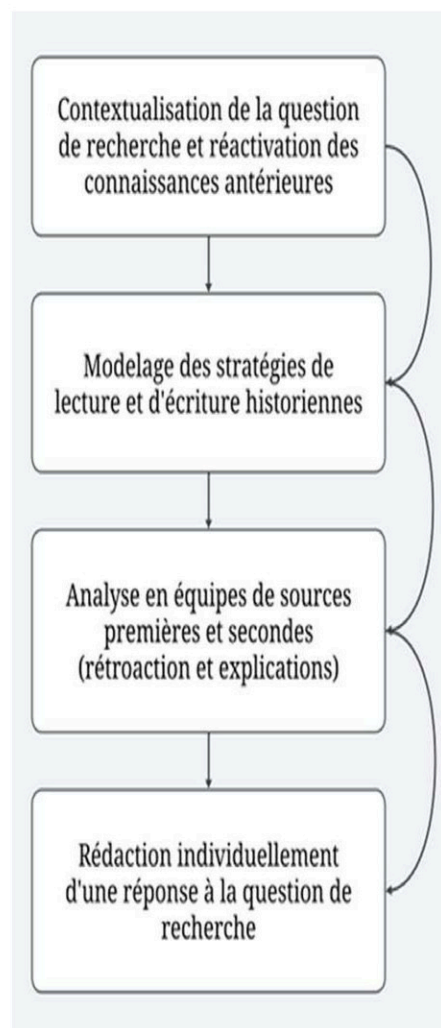 Contextualisation de la question
de recherche et réactivation des
connaissances antérieures
Modelage des stratégies de
lecture et d'écriture historiennes
Analyse en équipes de sources
premières et secondes
(rétroaction et explications)
Rédaction individuellement
d'une réponse à la question de
recherche